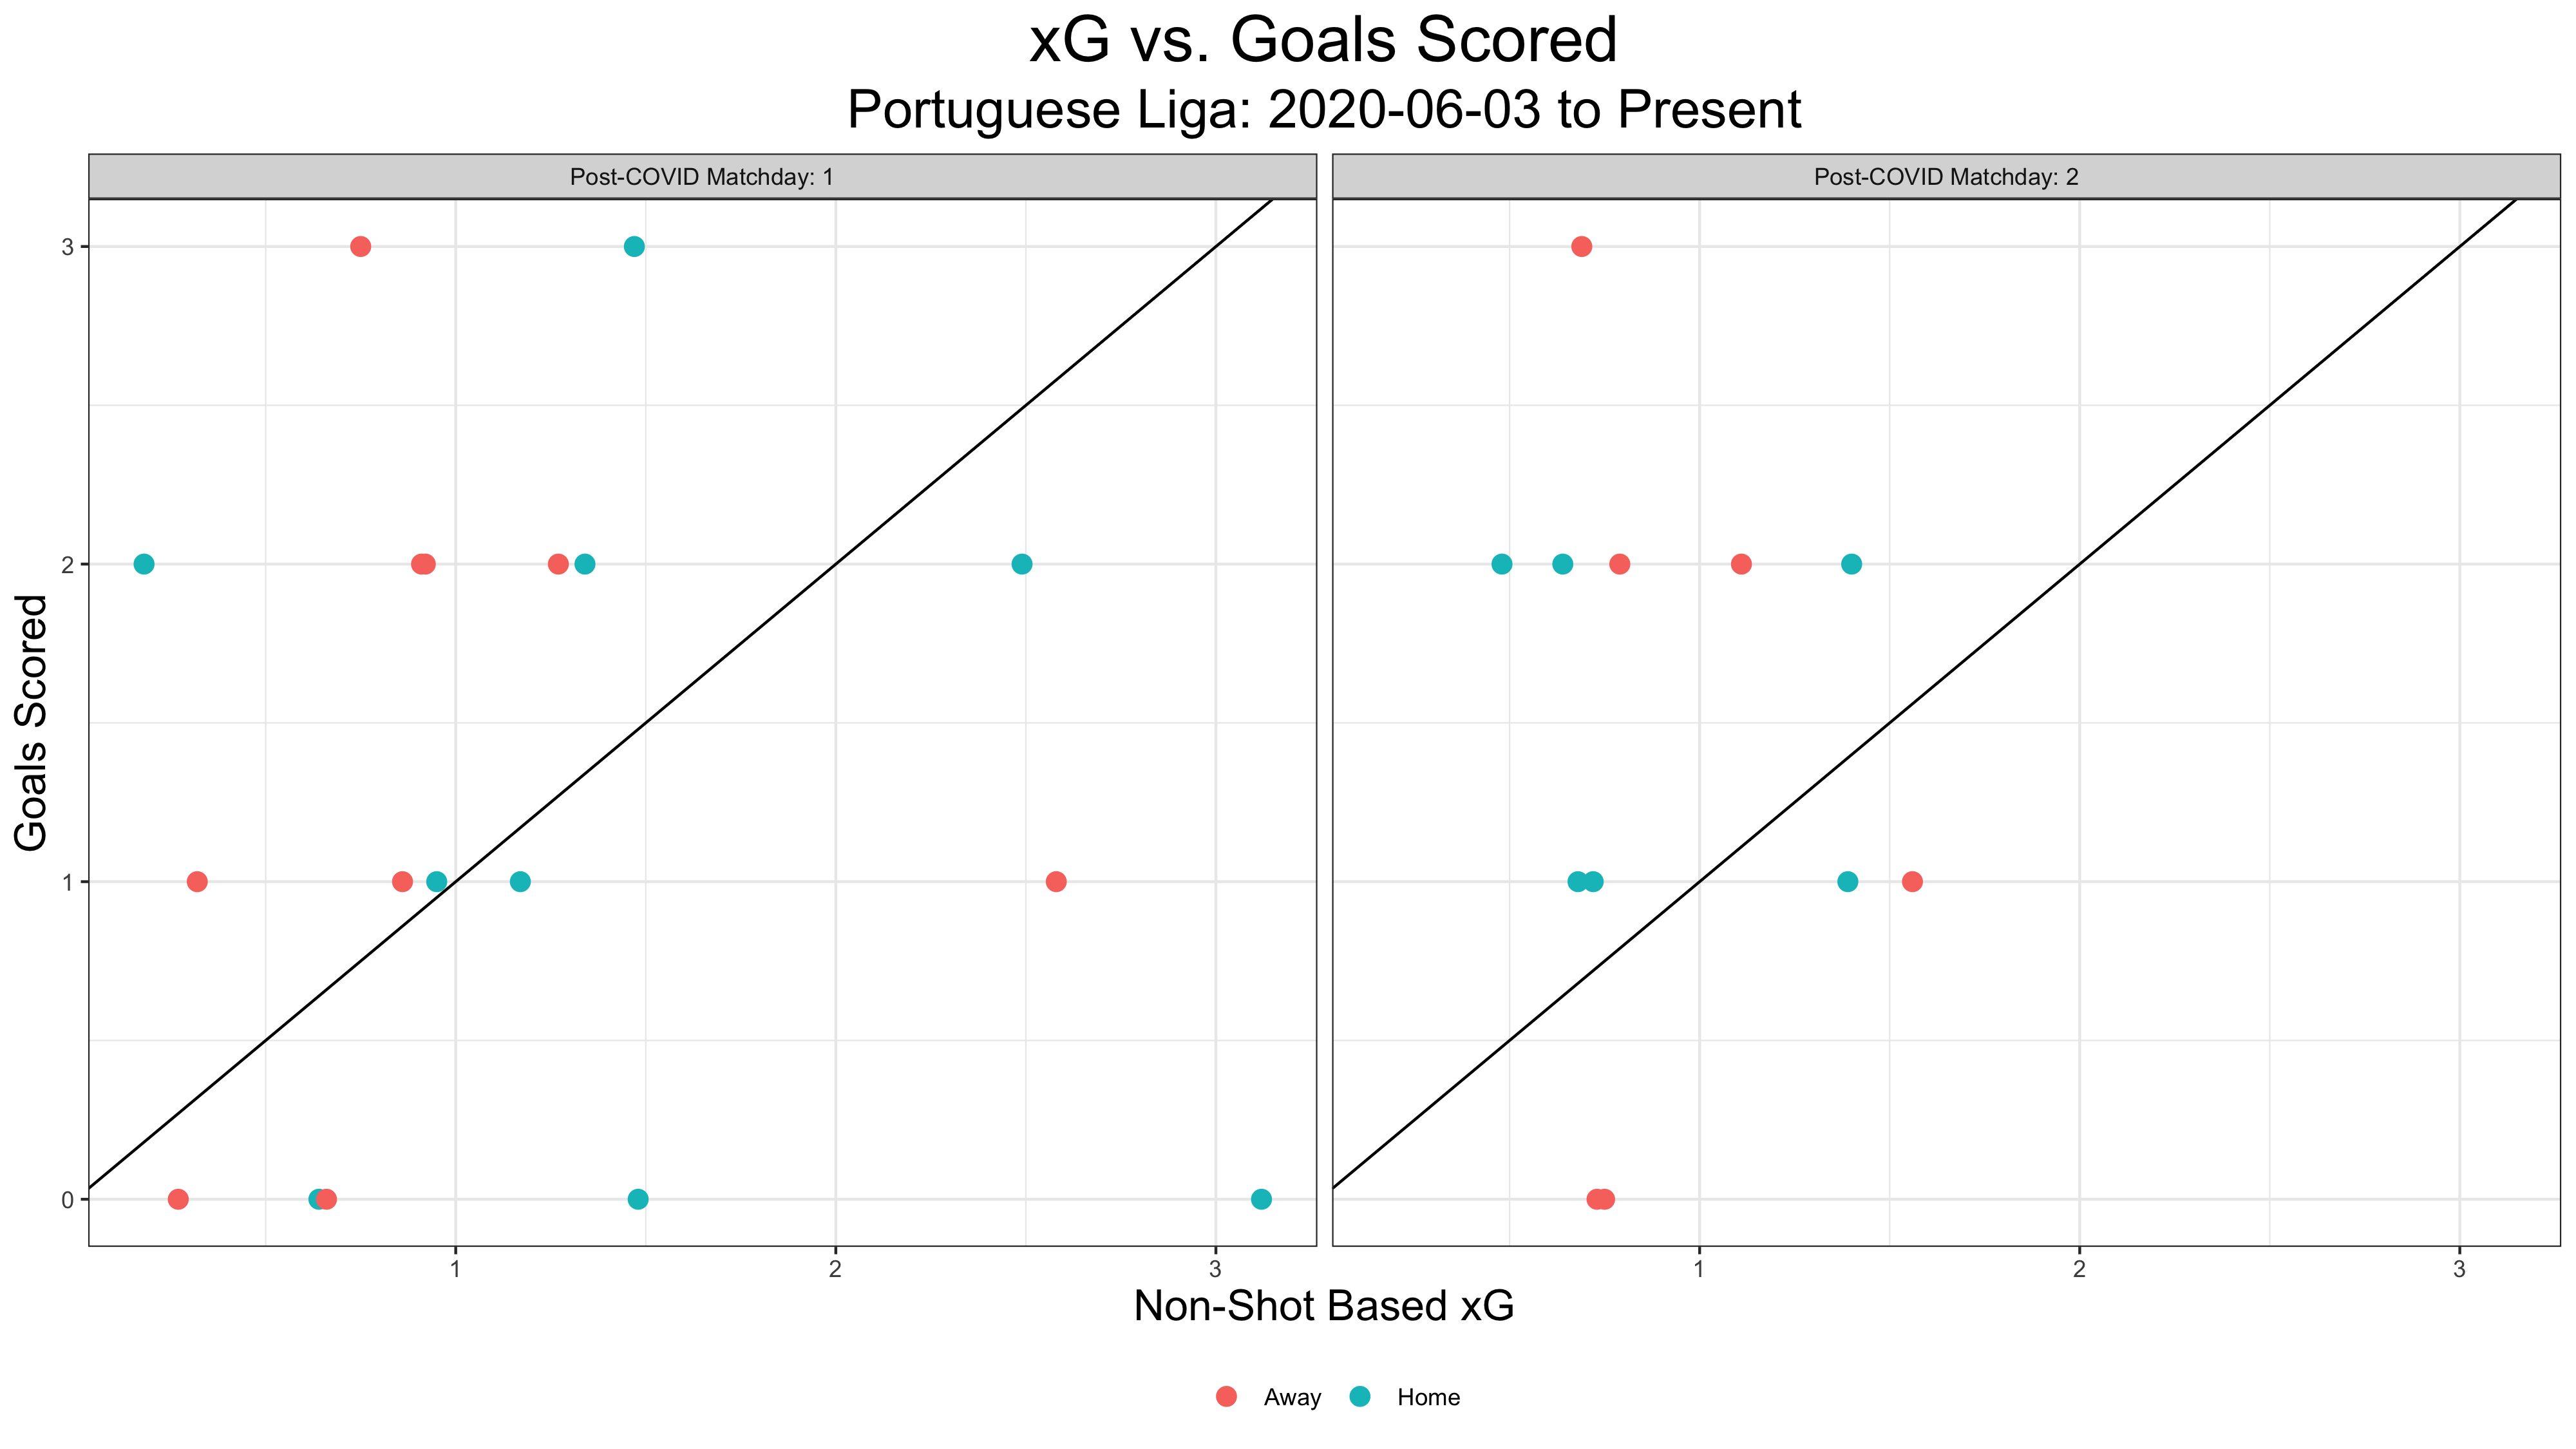 xG vs. Goals Scored
Portuguese Liga: 2020-06-03 to Present
Post-COVID Matchday: 1
Post-COVID Matchday: 2
3
2
1
0
Goals Scored
1
2
3
1
2
3
Non-Shot Based xG
Away
Home